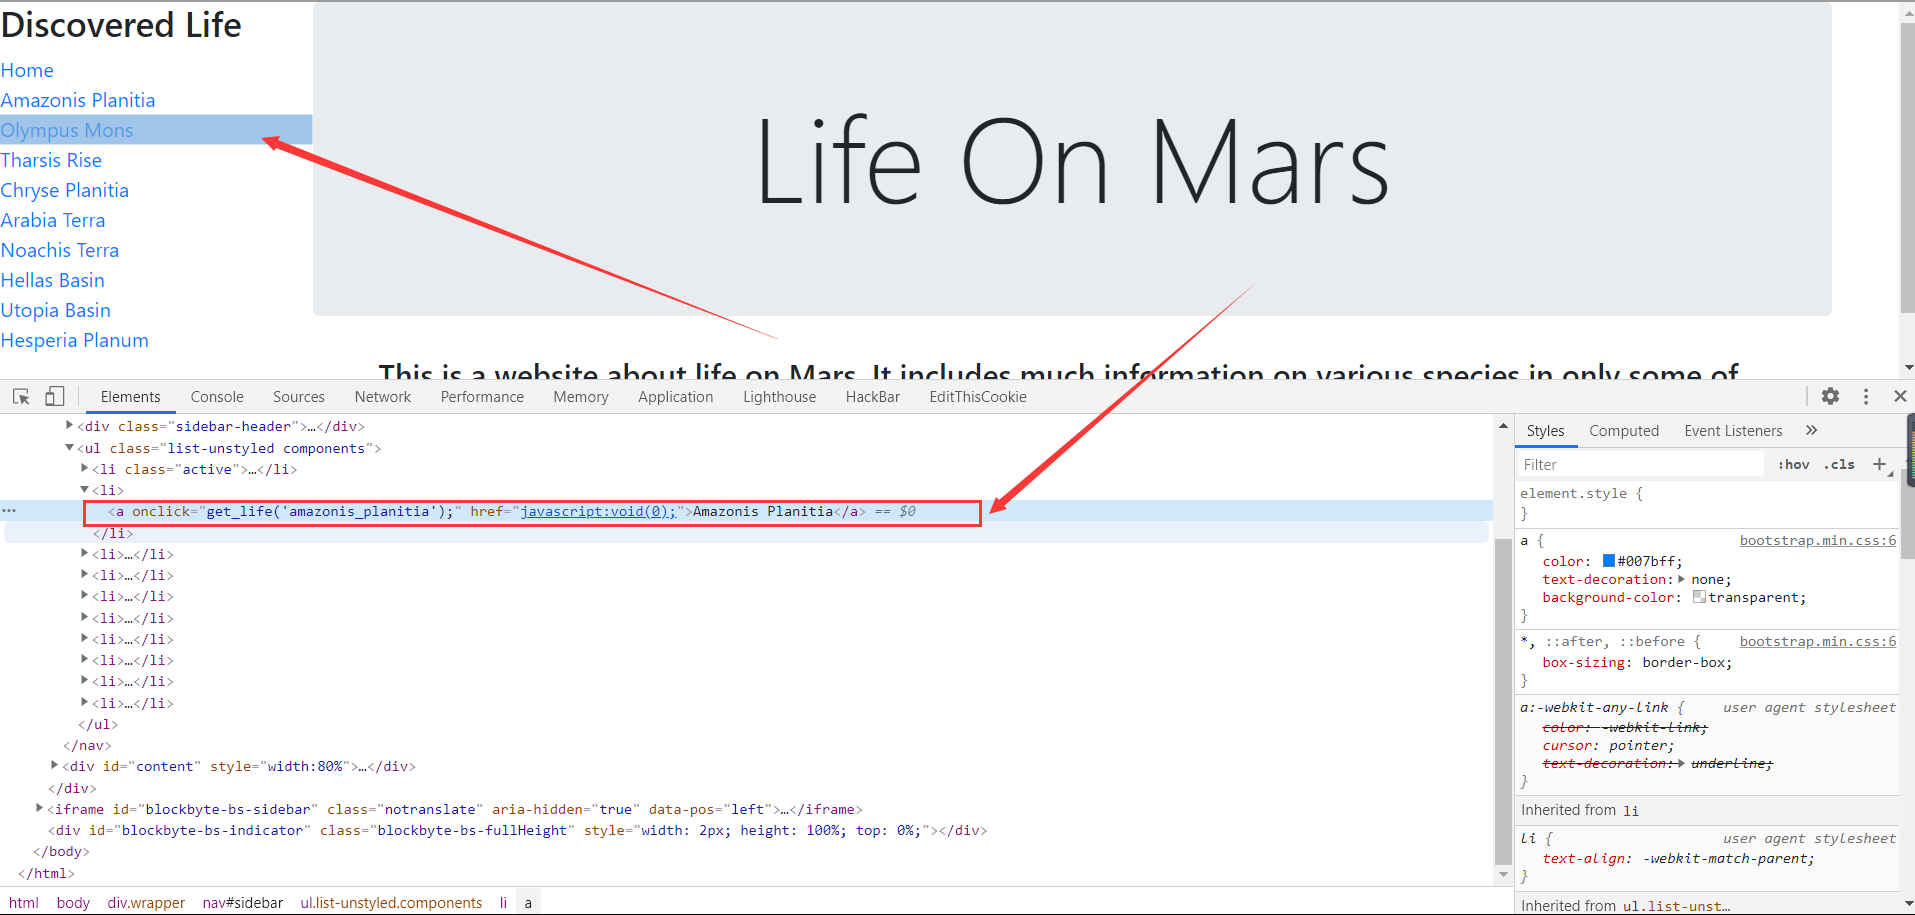 Discovered Life
Home
Amazonis Planitia
Olympus Mons
Tharsis Rise
Chryse Planitia
Arabia Terra
Noachis Terra
Hellas Basin
Utopia Basin
Hesperia Planum
Life On Mars
This is a website about life on Mars. It includes much information on various species in only some of
Elements Console Sources Network Performance Memory Application Lighthouse HackBar EditThisCookie
<div class="sidebar-header">…</div>
<ul class="list-unstyled components">
<li class="active">…</li>
<li>
<a onclick="get_life('amazonis_planitia');" href="javascript:void(0);">Amazonis Planitia</a> == $0
</li>
<li>…</li>
<li>…</li>
<li>…</li>
<li>…</li>
<li>…</li>
<li>…</li>
<li>…</li>
<li>…</li>
</ul>
</nav>
<div id="content" style="width:80%">…</div>
</div>
<iframe id="blockbyte-bs-sidebar" class="notranslate" aria-hidden="true" data-pos="left">…</iframe>
<div id="blockbyte-bs-indicator" class="blockbyte-bs-fullHeight" style="width: 2px; height: 100%; top: 0%;"></div>
</body>
</html>
html body div.wrapper nav#sidebar ul.list-unstyled.components li a
Styles Computed Event Listeners »
Filter :hov .cls +
element.style {
}
a { bootstrap.min.css:6
color: #007bff;
text-decoration: none;
background-color: transparent;
}
*, ::after, ::before { bootstrap.min.css:6
box-sizing: border-box;
}
a:-webkit-any-link { user agent stylesheet
color: -webkit-link;
cursor: pointer;
text-decoration: underline;
}
Inherited from li
li { user agent stylesheet
text-align: -webkit-match-parent;
}
Inherited from ul.list-unst…